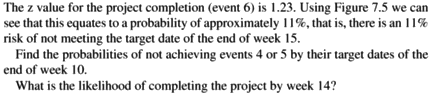 The z value for the project completion (event 6) is 1.23. Using Figure 7.5 we can
see that this equates to a probability of approximately 11%, that is, there is an 11%
risk of not meeting the target date of the end of week 15.
Find the probabilities of not achieving events 4 or 5 by their target dates of the
end of week 10.
What is the likelihood of completing the project by week 14?